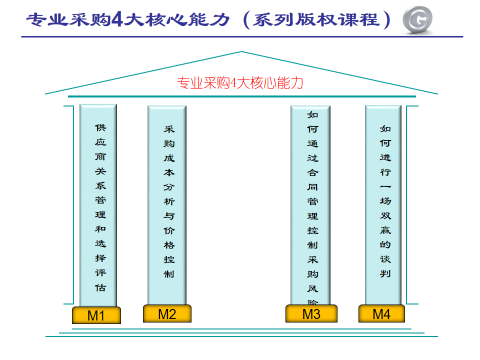 专业采购4大核心能力（系列版权课程）
G
专业采购4大核心能力
供应商关系管理和选择评估
采购成本分析与价格控制
如何通过合同管理控制采购风险
如何进行一场双赢的谈判
M1
M2
M3
M4